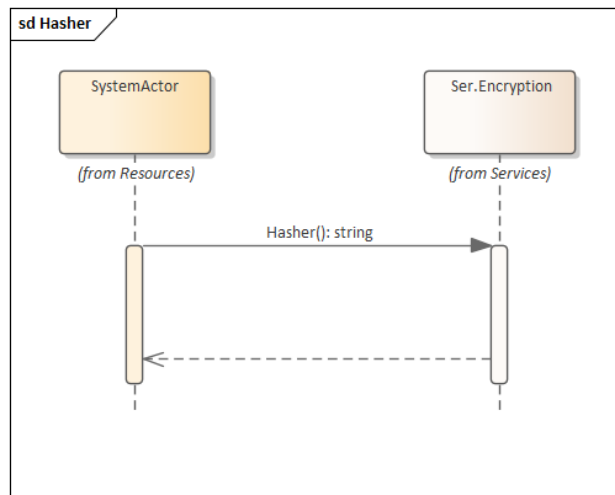 sd Hasher
SystemActor
Ser.Encryption
(from Resources)
(from Services)
Hasher(): string